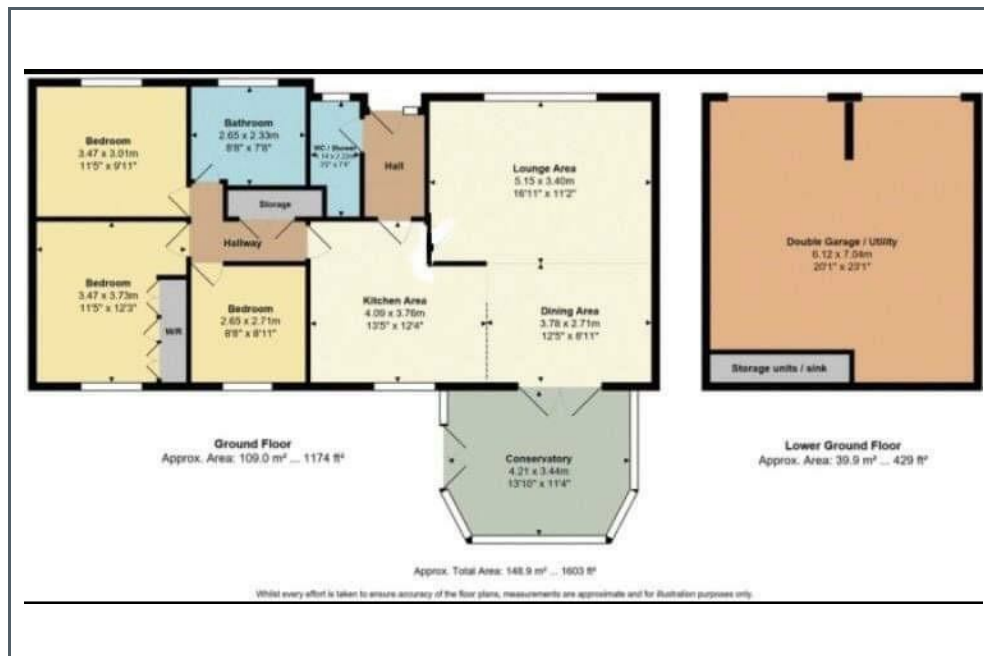 Bedroom
3.47 x 3.01m
11'5" x 9'11"
Bathroom
2.65 x 2.33m
8'8" x 7'8"
WC / Shower
Hall
Lounge Area
5.15 x 3.40m
16'11" x 11'2"
Storage
Hallway
Bedroom
3.47 x 3.73m
11'5" x 12'3"
W/R
Bedroom
2.65 x 2.71m
8'8" x 8'11"
Kitchen Area
4.09 x 3.76m
13'5" x 12'4"
Dining Area
3.78 x 2.71m
12'5" x 8'11"
Conservatory
4.21 x 3.44m
13'10" x 11'4"
Ground Floor
Approx. Area: 109.0 m² ... 1174 ft²
Double Garage / Utility
6.12 x 7.04m
20'1" x 23'1"
Storage units / sink
Lower Ground Floor
Approx. Area: 39.9 m² ... 429 ft²
Approx. Total Area: 148.9 m² ... 1603 ft²
Whilst every effort is taken to ensure accuracy of the floor plans, measurements are approximate and for illustration purposes only.